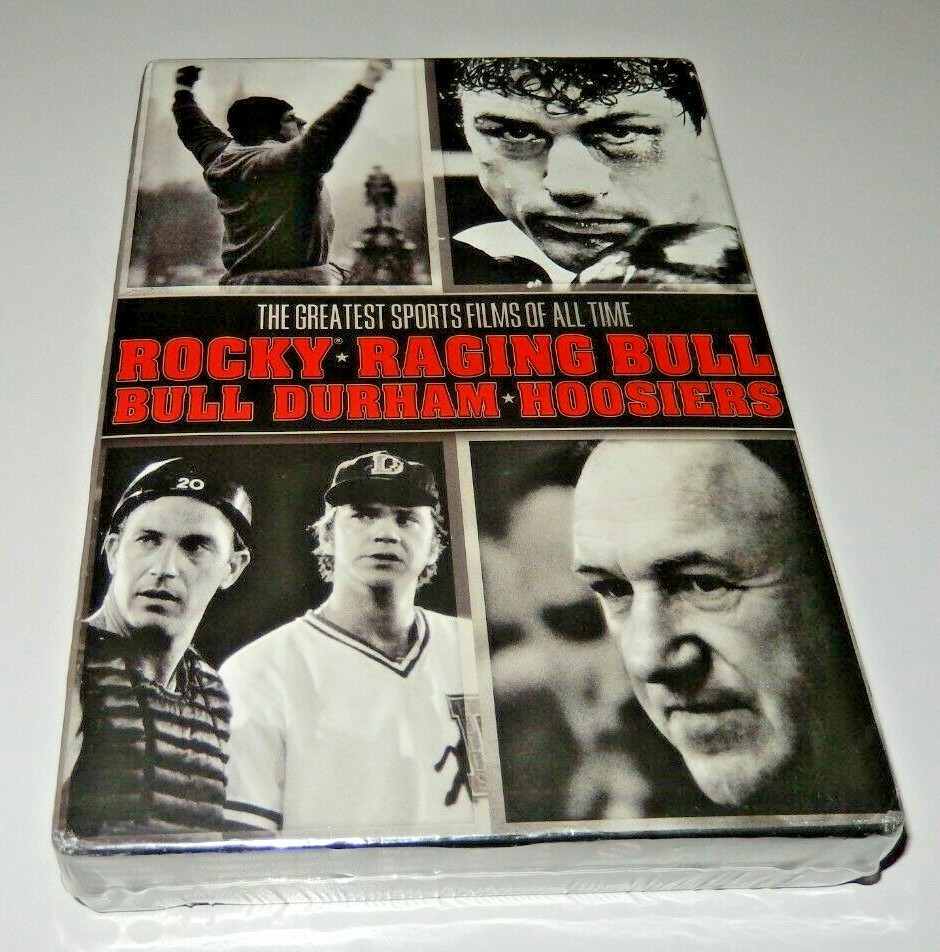 THE GREATEST SPORTS FILMS OF ALL TIME
ROCKY® ★ RAGING BULL
BULL DURHAM ★ HOOSIERS
20
D